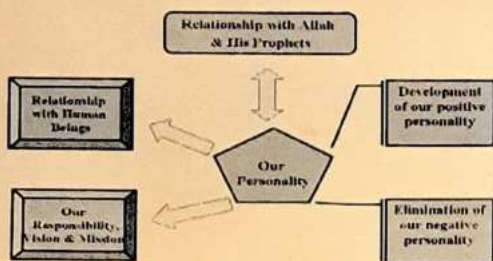 Relationship with Allah
& His Prophets
Relationship
with Human
Beings
Development
of our positive
personality
Our
Personality
Our
Responsibility,
Vision & Mission
Elimination of
our negative
personality